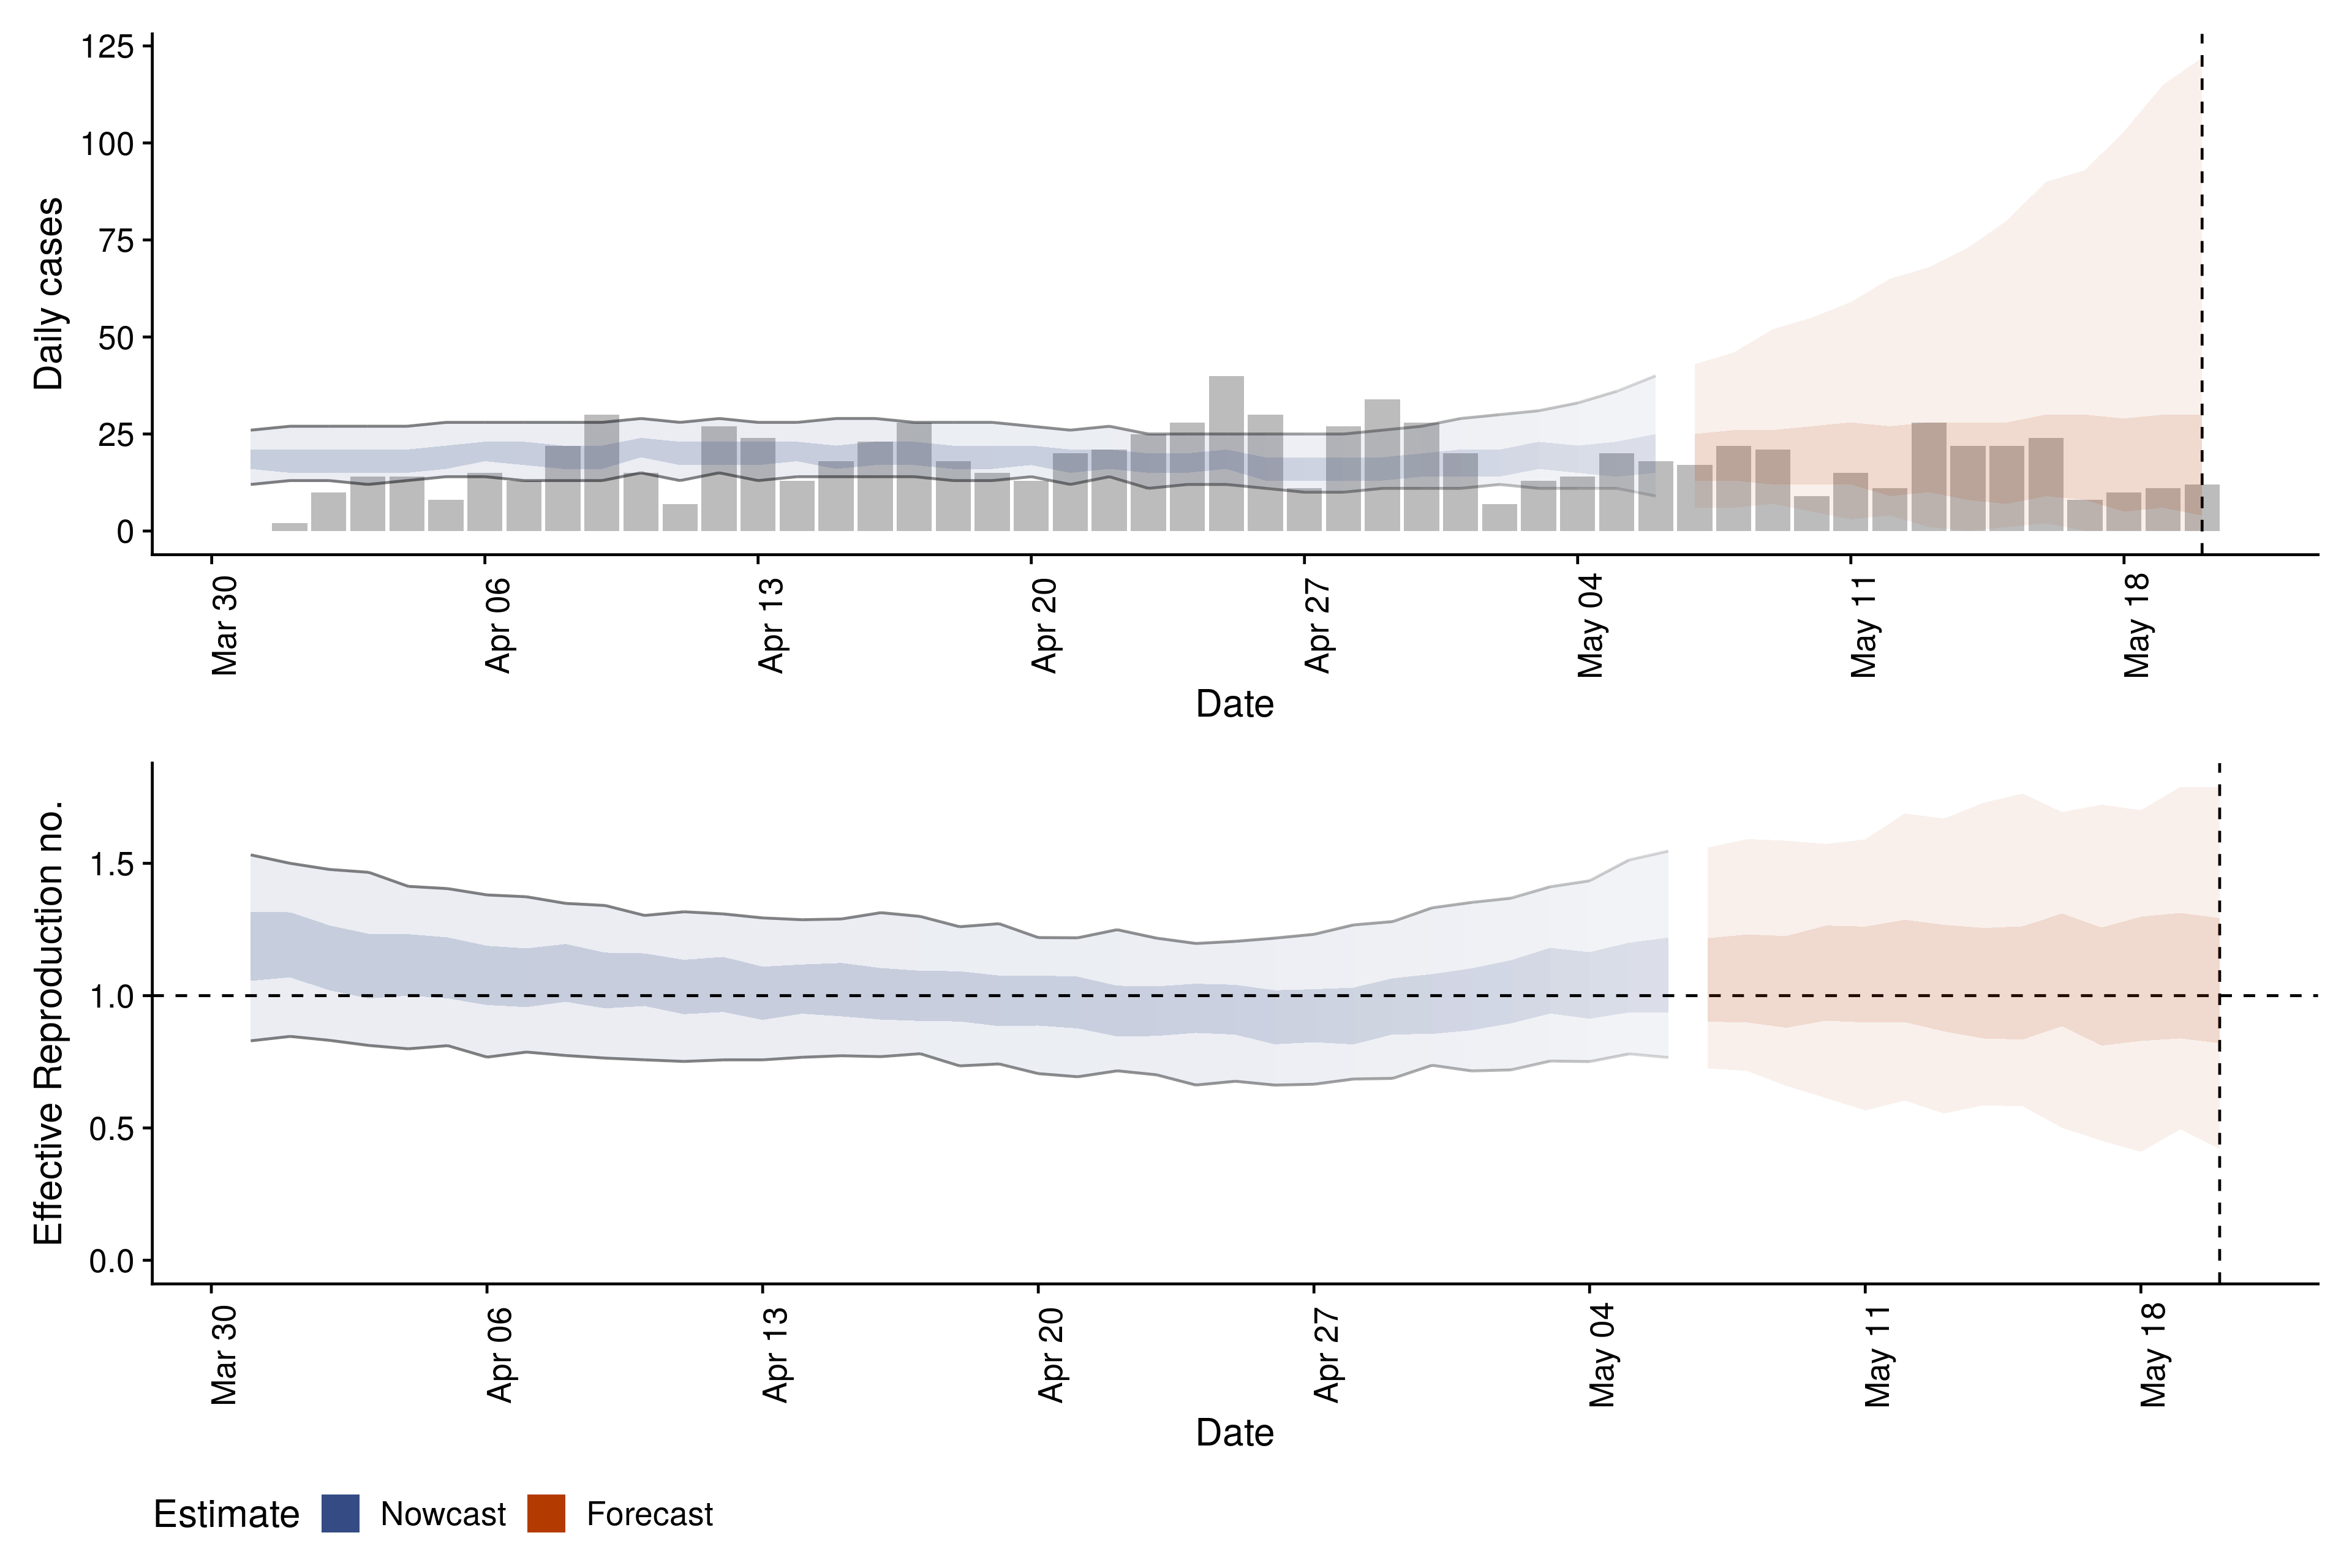 125
100
75
50
25
0
Daily cases
Mar 30 Apr 06 Apr 13 Apr 20 Apr 27 May 04 May 11 May 18
Date
1.5
1.0
0.5
0.0
Effective Reproduction no.
Mar 30 Apr 06 Apr 13 Apr 20 Apr 27 May 04 May 11 May 18
Date
Estimate Nowcast Forecast